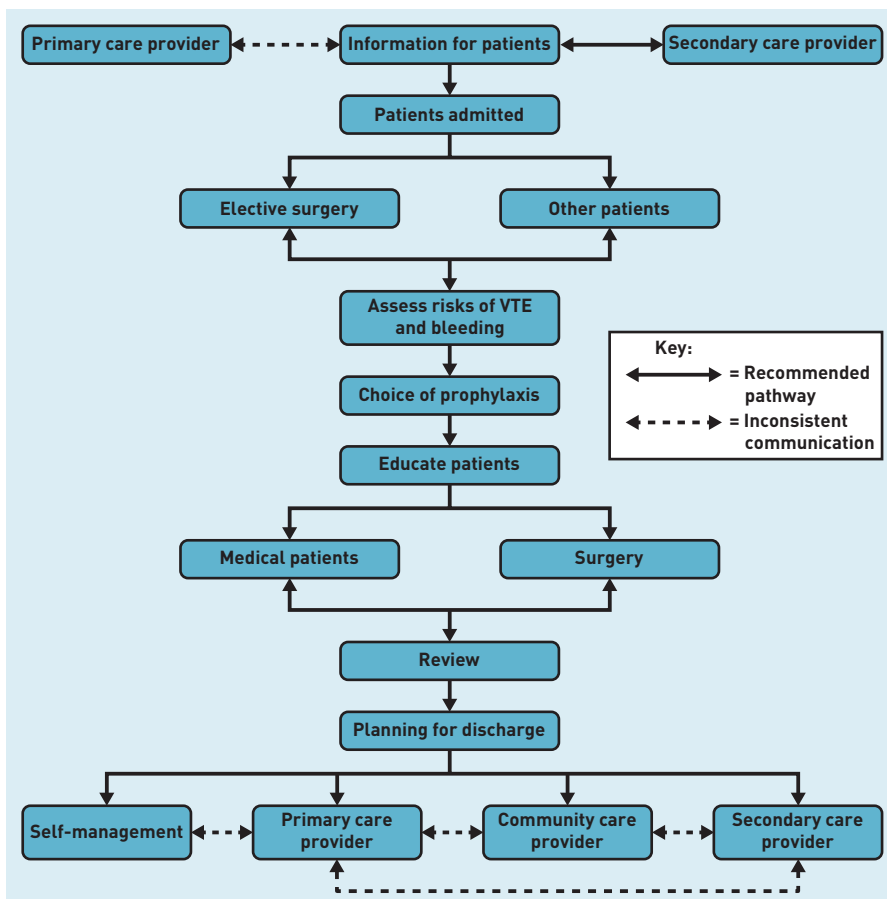 Primary care provider
Information for patients
Secondary care provider
Patients admitted
Elective surgery
Other patients
Assess risks of VTE
and bleeding
Key:
= Recommended
pathway
= Inconsistent
communication
Choice of prophylaxis
Educate patients
Medical patients
Surgery
Review
Planning for discharge
Self-management
Primary care
provider
Community care
provider
Secondary care
provider